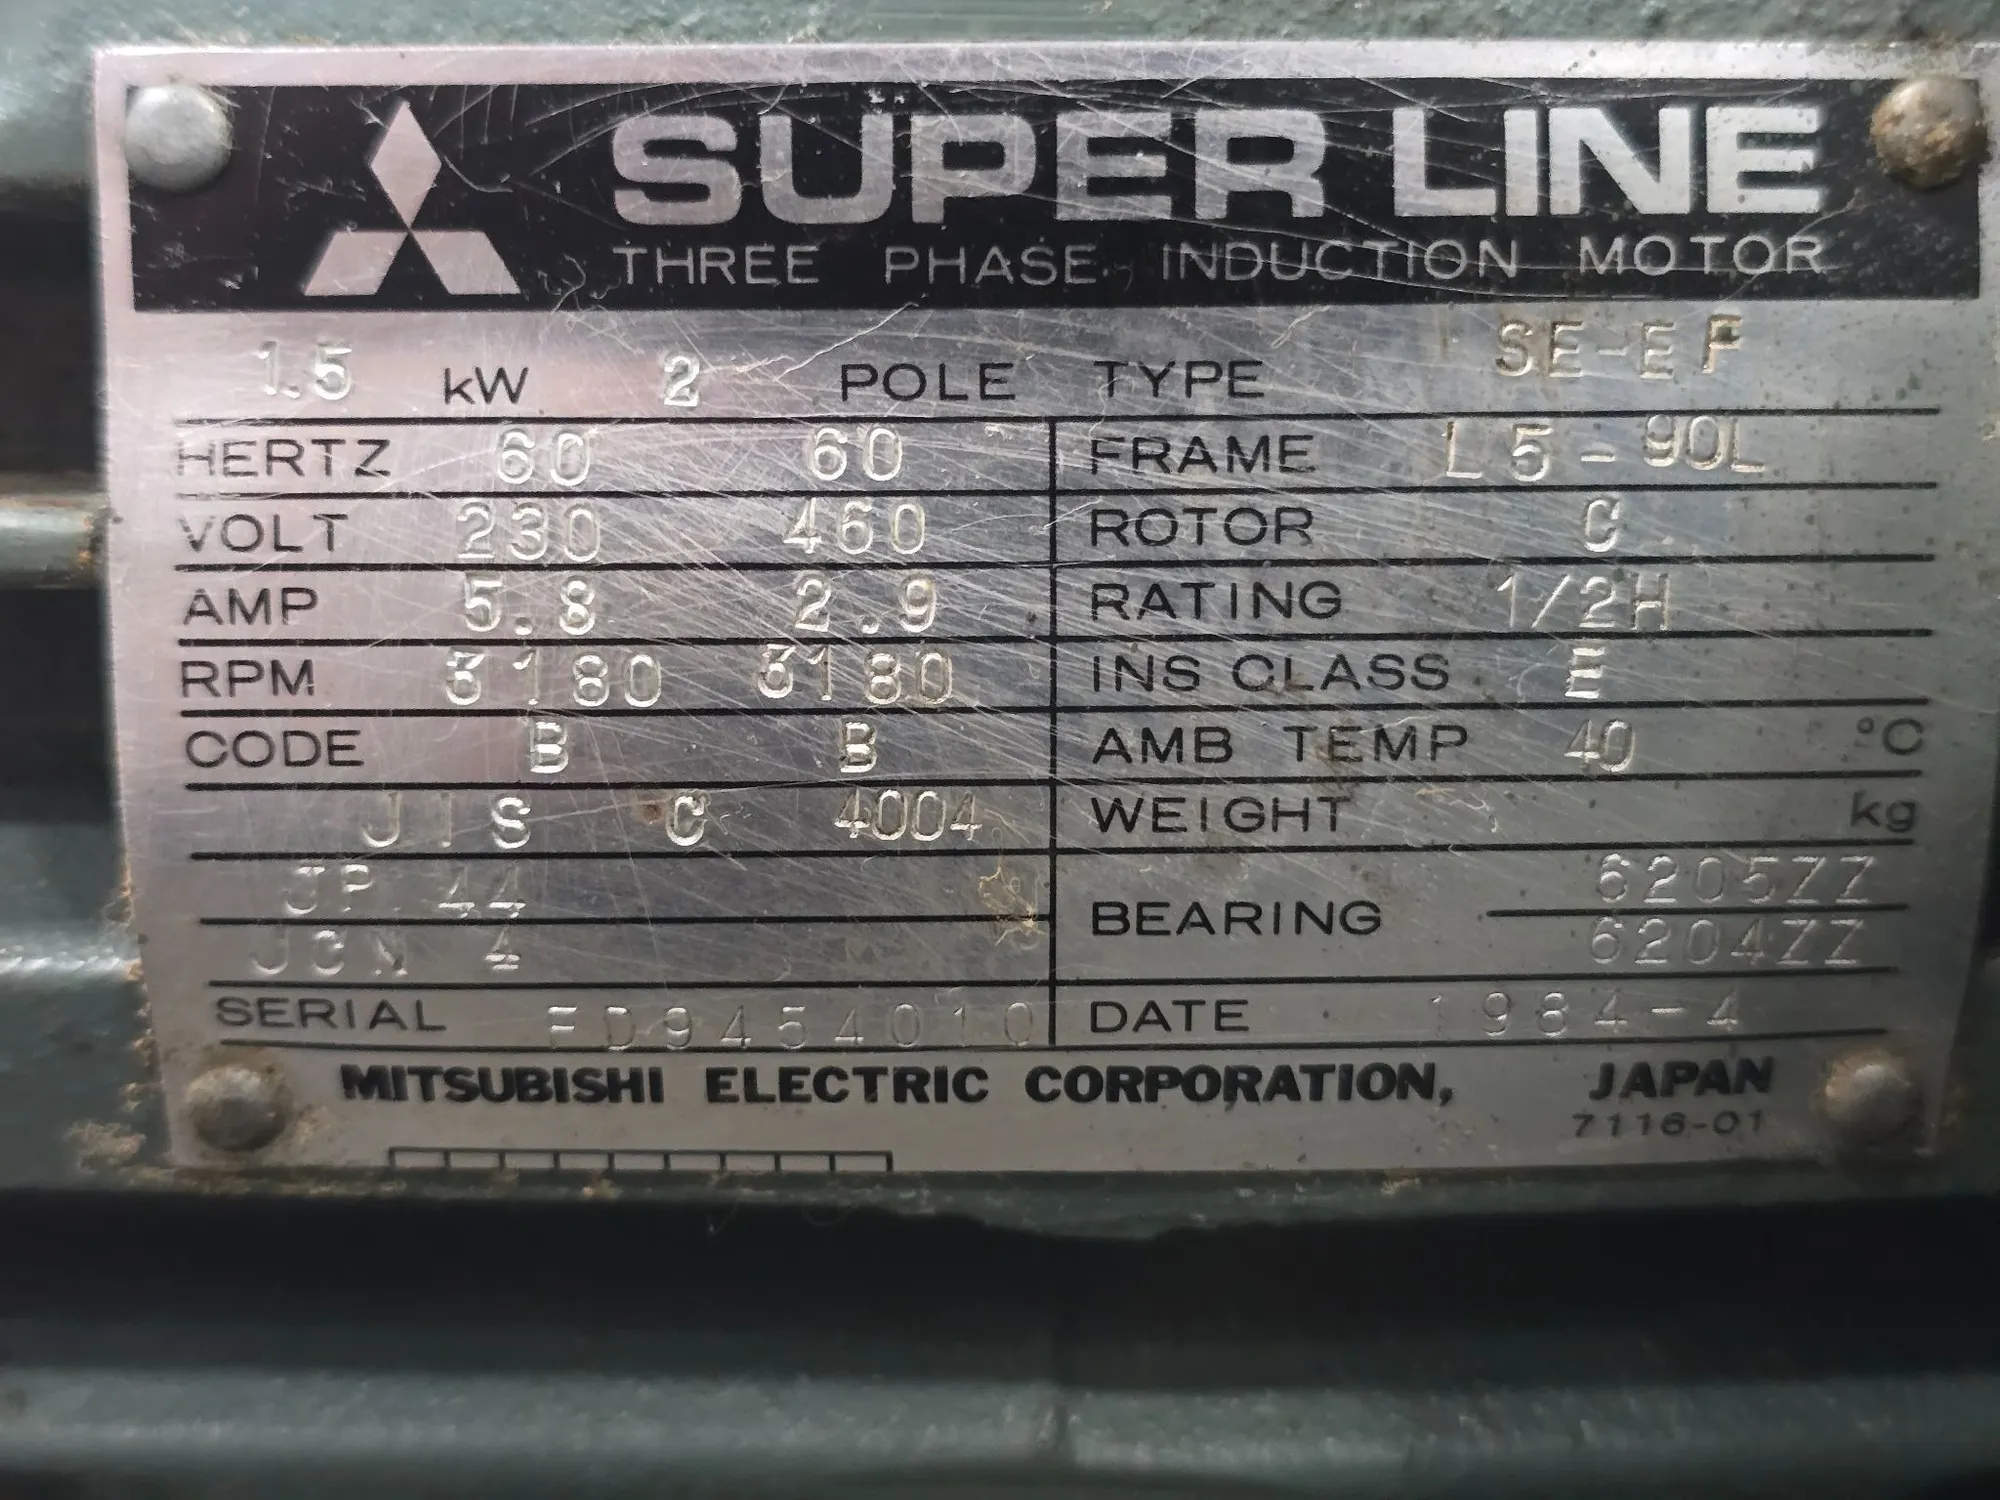 SUPER LINE
THREE PHASE INDUCTION MOTOR
1.5 kW 2 POLE TYPE SE-EF
HERTZ 60 60 FRAME L5-90L
VOLT 230 460 ROTOR C
AMP 5.8 2.9 RATING 1/2H
RPM 3180 3180 INS CLASS E
CODE B B AMB TEMP 40 °C
JIS C 4004 WEIGHT kg
JP 44 BEARING 6205ZZ
4 6204ZZ
SERIAL FD9454010 DATE 1984-4
MITSUBISHI ELECTRIC CORPORATION, JAPAN
7116-01